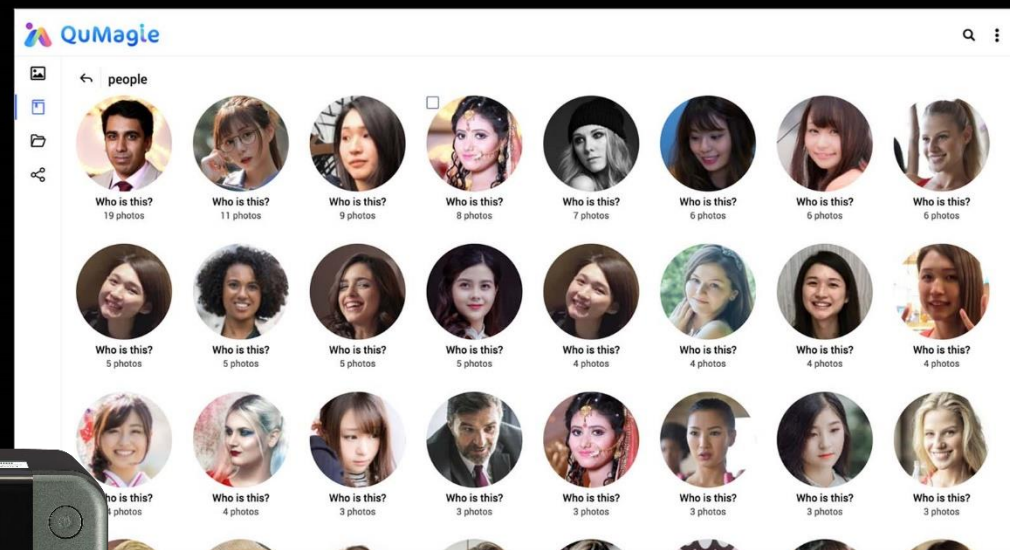 QuMagie
people
Who is this? Who is this? Who is this? Who is this? Who is this? Who is this? Who is this? Who is this?
19 photos 11 photos 9 photos 8 photos 7 photos 6 photos 6 photos 6 photos
Who is this? Who is this? Who is this? Who is this? Who is this? Who is this? Who is this? Who is this?
5 photos 5 photos 5 photos 5 photos 4 photos 4 photos 4 photos 4 photos
is this? Who is this? Who is this? Who is this? Who is this? Who is this? Who is this? Who is this?
photos 4 photos 3 photos 3 photos 3 photos 3 photos 3 photos 3 photos